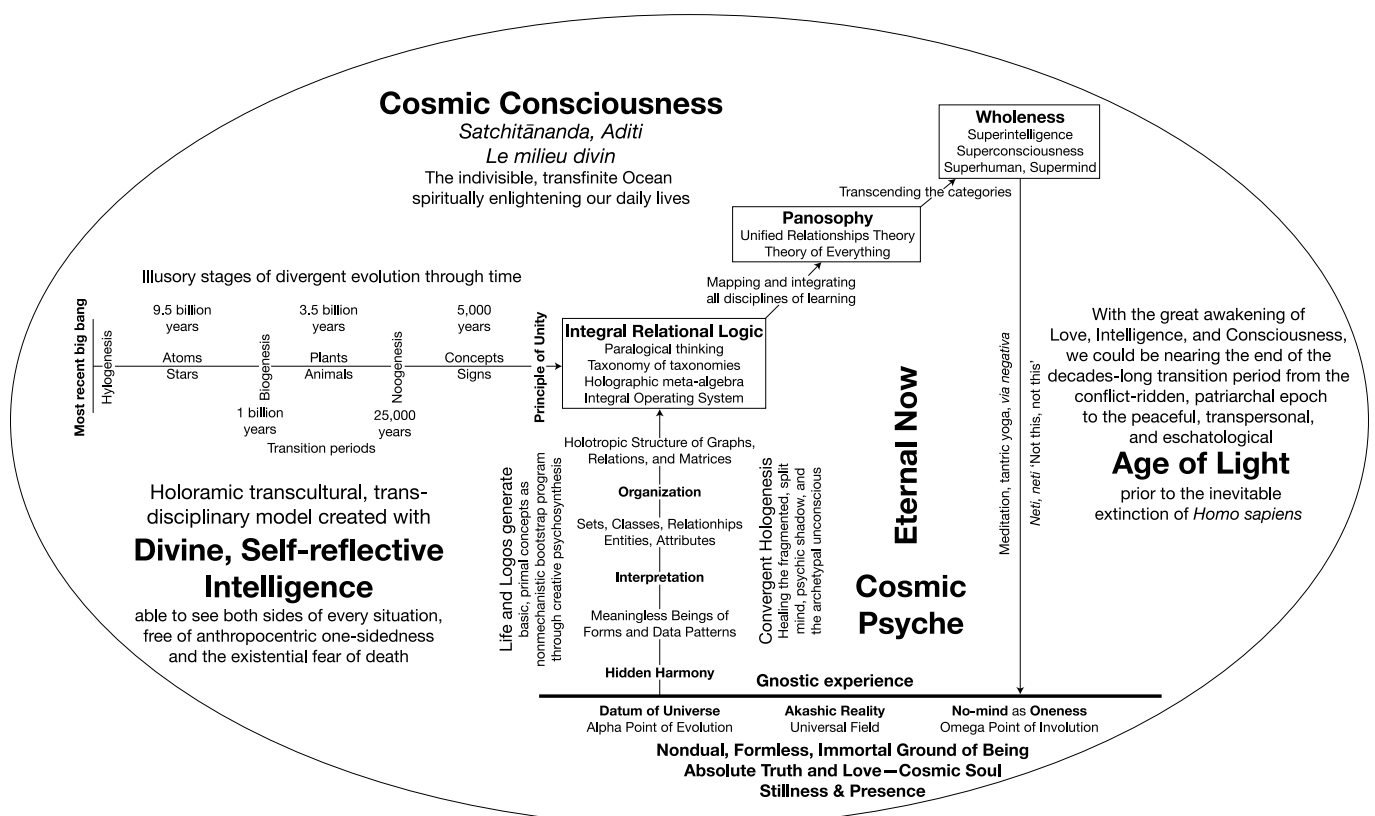 Cosmic Consciousness
Satchitānanda, Aditi
Le milieu divin
The indivisible, transfinite Ocean
spiritually enlightening our daily lives
Wholeness
Superintelligence
Superconsciousness
Superhuman, Supermind
Transcending the categories
Panosophy
Unified Relationships Theory
Theory of Everything
Mapping and integrating
all disciplines of learning
Illusory stages of divergent evolution through time
Most recent big bang
Hylogenesis
9.5 billion
years
Atoms
Stars
Biogenesis
1 billion
years
3.5 billion
years
Plants
Animals
Noogenesis
25,000
years
5,000
years
Concepts
Signs
Transition periods
Principle of Unity
Integral Relational Logic
Paralogical thinking
Taxonomy of taxonomies
Holographic meta-algebra
Integral Operating System
Holotropic Structure of Graphs,
Relations, and Matrices
Organization
Sets, Classes, Relationhips
Entities, Attributes
Interpretation
Meaningless Beings of
Forms and Data Patterns
Hidden Harmony
Life and Logos generate
basic, primal concepts as
nonmechanistic bootstrap program
through creative psychosynthesis
Convergent Hologenesis
Healing the fragmented, split
mind, psychic shadow, and
the archetypal unconscious
Eternal Now
Cosmic
Psyche
Meditation, tantric yoga, via negativa
Neti, neti ‘Not this, not this’
With the great awakening of
Love, Intelligence, and Consciousness,
we could be nearing the end of the
decades-long transition period from the
conflict-ridden, patriarchal epoch
to the peaceful, transpersonal,
and eschatological
Age of Light
prior to the inevitable
extinction of Homo sapiens
Holoramic transcultural, trans-
disciplinary model created with
Divine, Self-reflective
Intelligence
able to see both sides of every situation,
free of anthropocentric one-sidedness
and the existential fear of death
Gnostic experience
Datum of Universe
Alpha Point of Evolution
Akashic Reality
Universal Field
No–mind as Oneness
Omega Point of Involution
Nondual, Formless, Immortal Ground of Being
Absolute Truth and Love—Cosmic Soul
Stillness & Presence